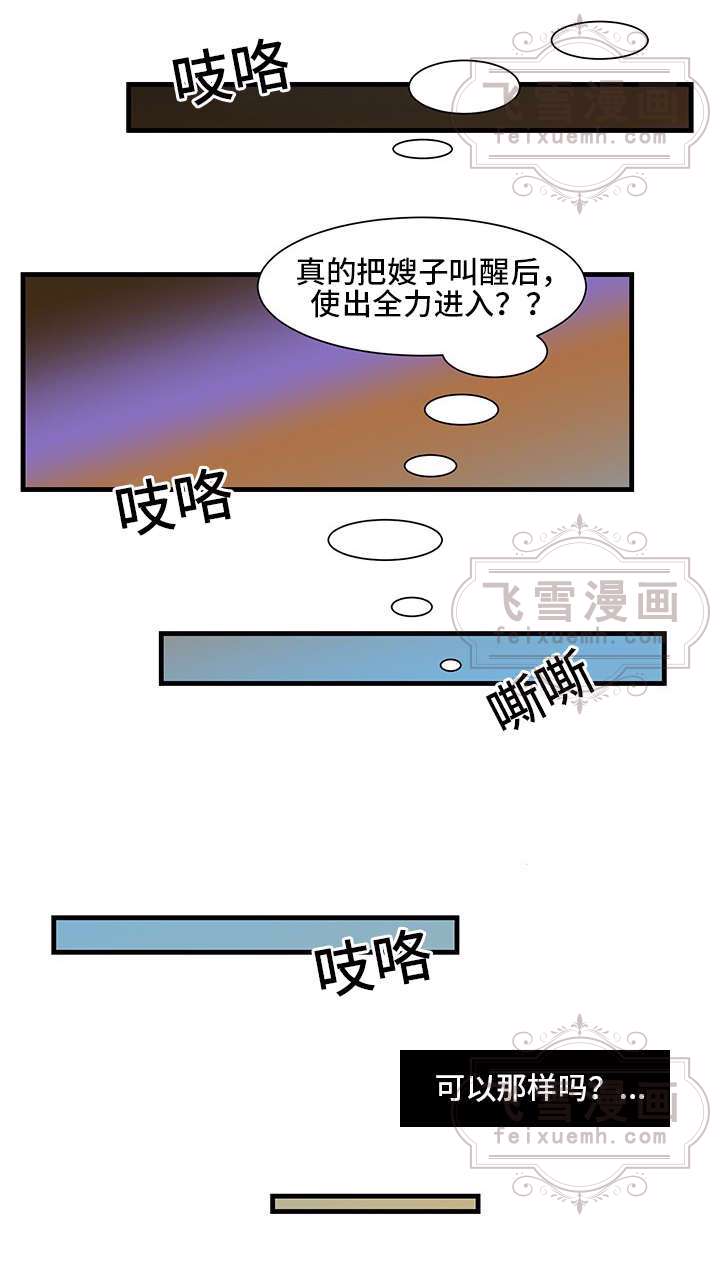 吱咯
飞雪漫画
feixuemh.com
真的把嫂子叫醒后，
使出全力进入？？
吱咯
飞雪漫画
feixuemh.com
嘶嘶
吱咯
可以那样吗？...
飞雪漫画
feixuemh.com